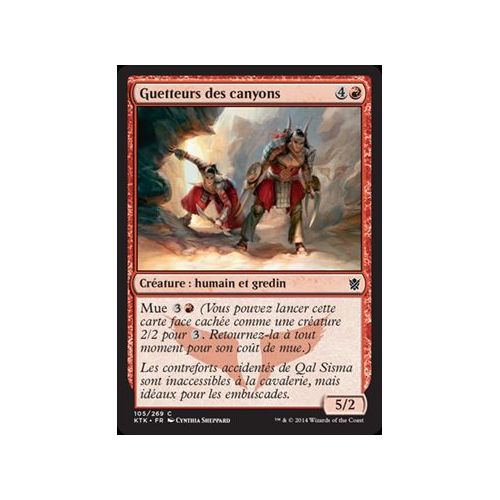 Guetteurs des canyons 4
Créature : humain et gredin
Mue 3 (Vous pouvez lancer cette
carte face cachée comme une créature
2/2 pour 3. Retournez-la à tout
moment pour son coût de mue.)
Les contreforts accidentés de Qal Sisma
sont inaccessibles à la cavalerie, mais
idéaux pour les embuscades.
5/2
105/269 C
KTK • FR Cynthia Sheppard
™ & © 2014 Wizards of the Coast